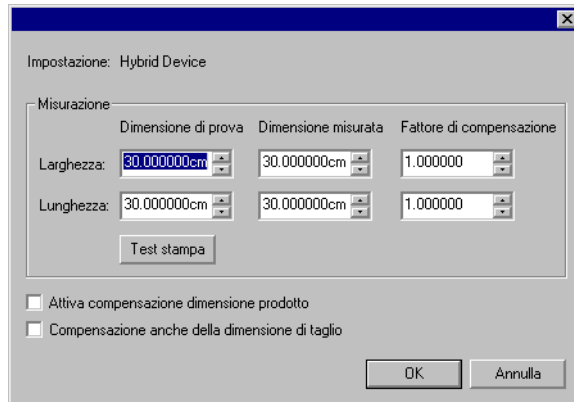 Impostazione: Hybrid Device
Misurazione
Dimensione di prova Dimensione misurata Fattore di compensazione
Larghezza: 30.000000cm 30.000000cm 1.000000
Lunghezza: 30.000000cm 30.000000cm 1.000000
Test stampa
Attiva compensazione dimensione prodotto
Compensazione anche della dimensione di taglio
OK Annulla